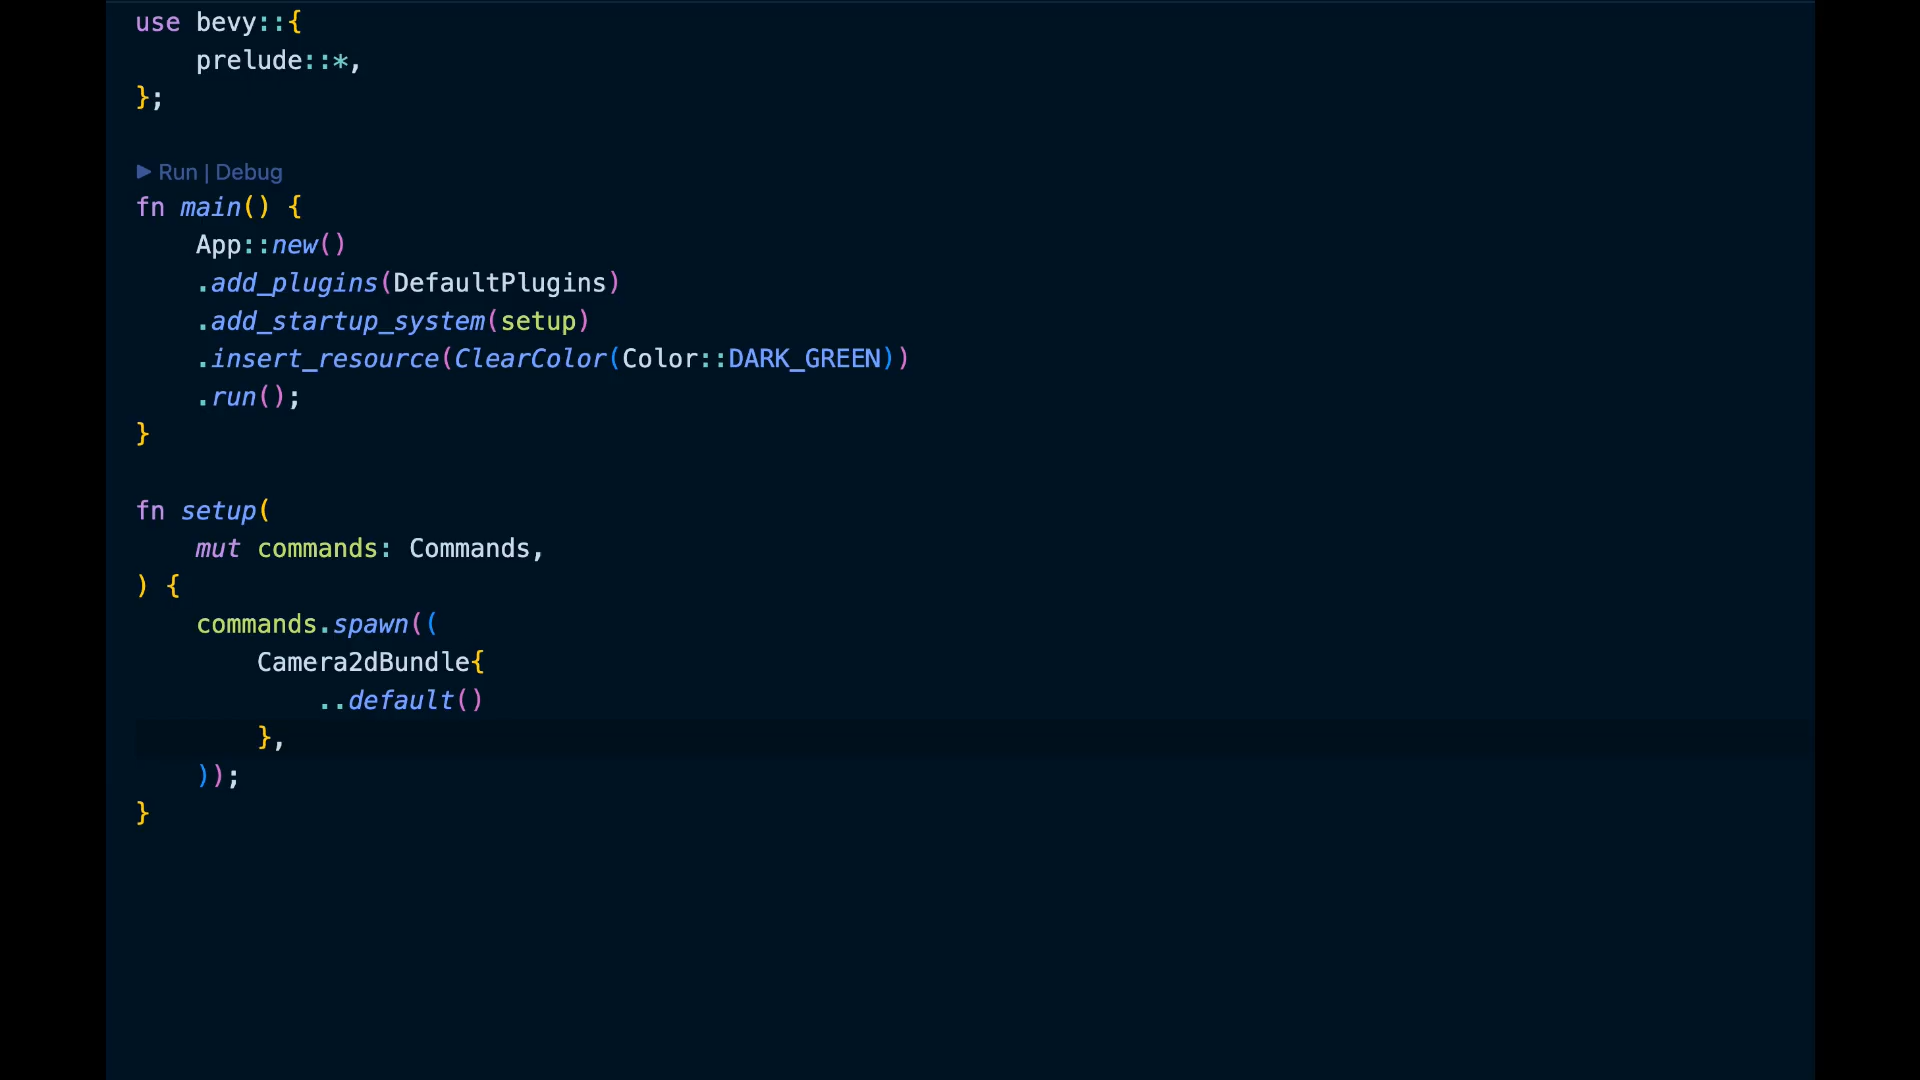 use bevy::{
    prelude::*,
};

▶ Run | Debug
fn main() {
    App::new()
    .add_plugins(DefaultPlugins)
    .add_startup_system(setup)
    .insert_resource(ClearColor(Color::DARK_GREEN))
    .run();
}

fn setup(
    mut commands: Commands,
) {
    commands.spawn((
        Camera2dBundle{
            ..default()
        },
    ));
}